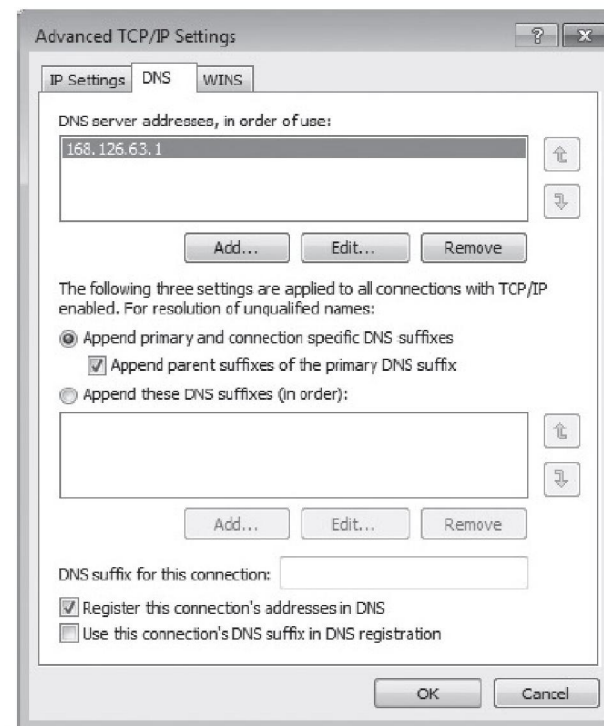 Advanced TCP/IP Settings
IP Settings DNS WINS
DNS server addresses, in order of use:
168.126.63.1
Add... Edit... Remove
The following three settings are applied to all connections with TCP/IP
enabled. For resolution of unqualified names:
Append primary and connection specific DNS suffixes
Append parent suffixes of the primary DNS suffix
Append these DNS suffixes (in order):
Add... Edit... Remove
DNS suffix for this connection:
Register this connection's addresses in DNS
Use this connection's DNS suffix in DNS registration
OK Cancel